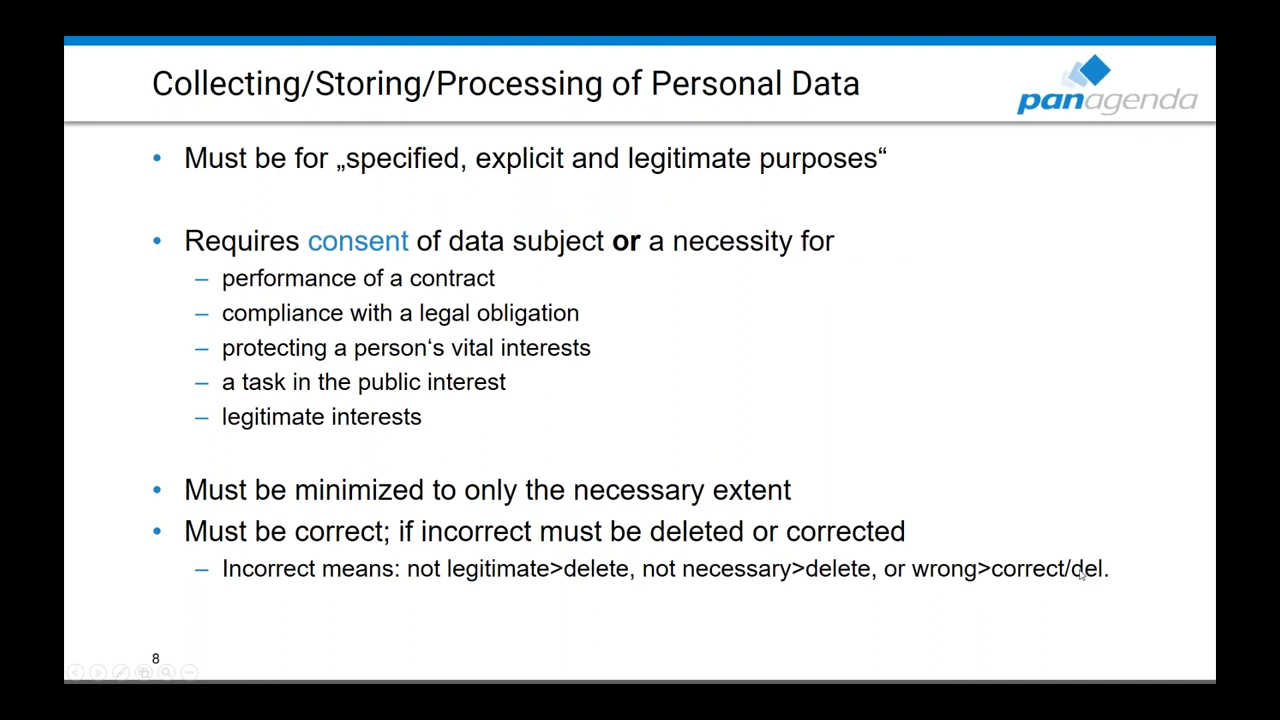 Collecting/Storing/Processing of Personal Data
panagenda
• Must be for „specified, explicit and legitimate purposes“
• Requires consent of data subject or a necessity for
– performance of a contract
– compliance with a legal obligation
– protecting a person‘s vital interests
– a task in the public interest
– legitimate interests
• Must be minimized to only the necessary extent
• Must be correct; if incorrect must be deleted or corrected
– Incorrect means: not legitimate>delete, not necessary>delete, or wrong>correct/del.
8